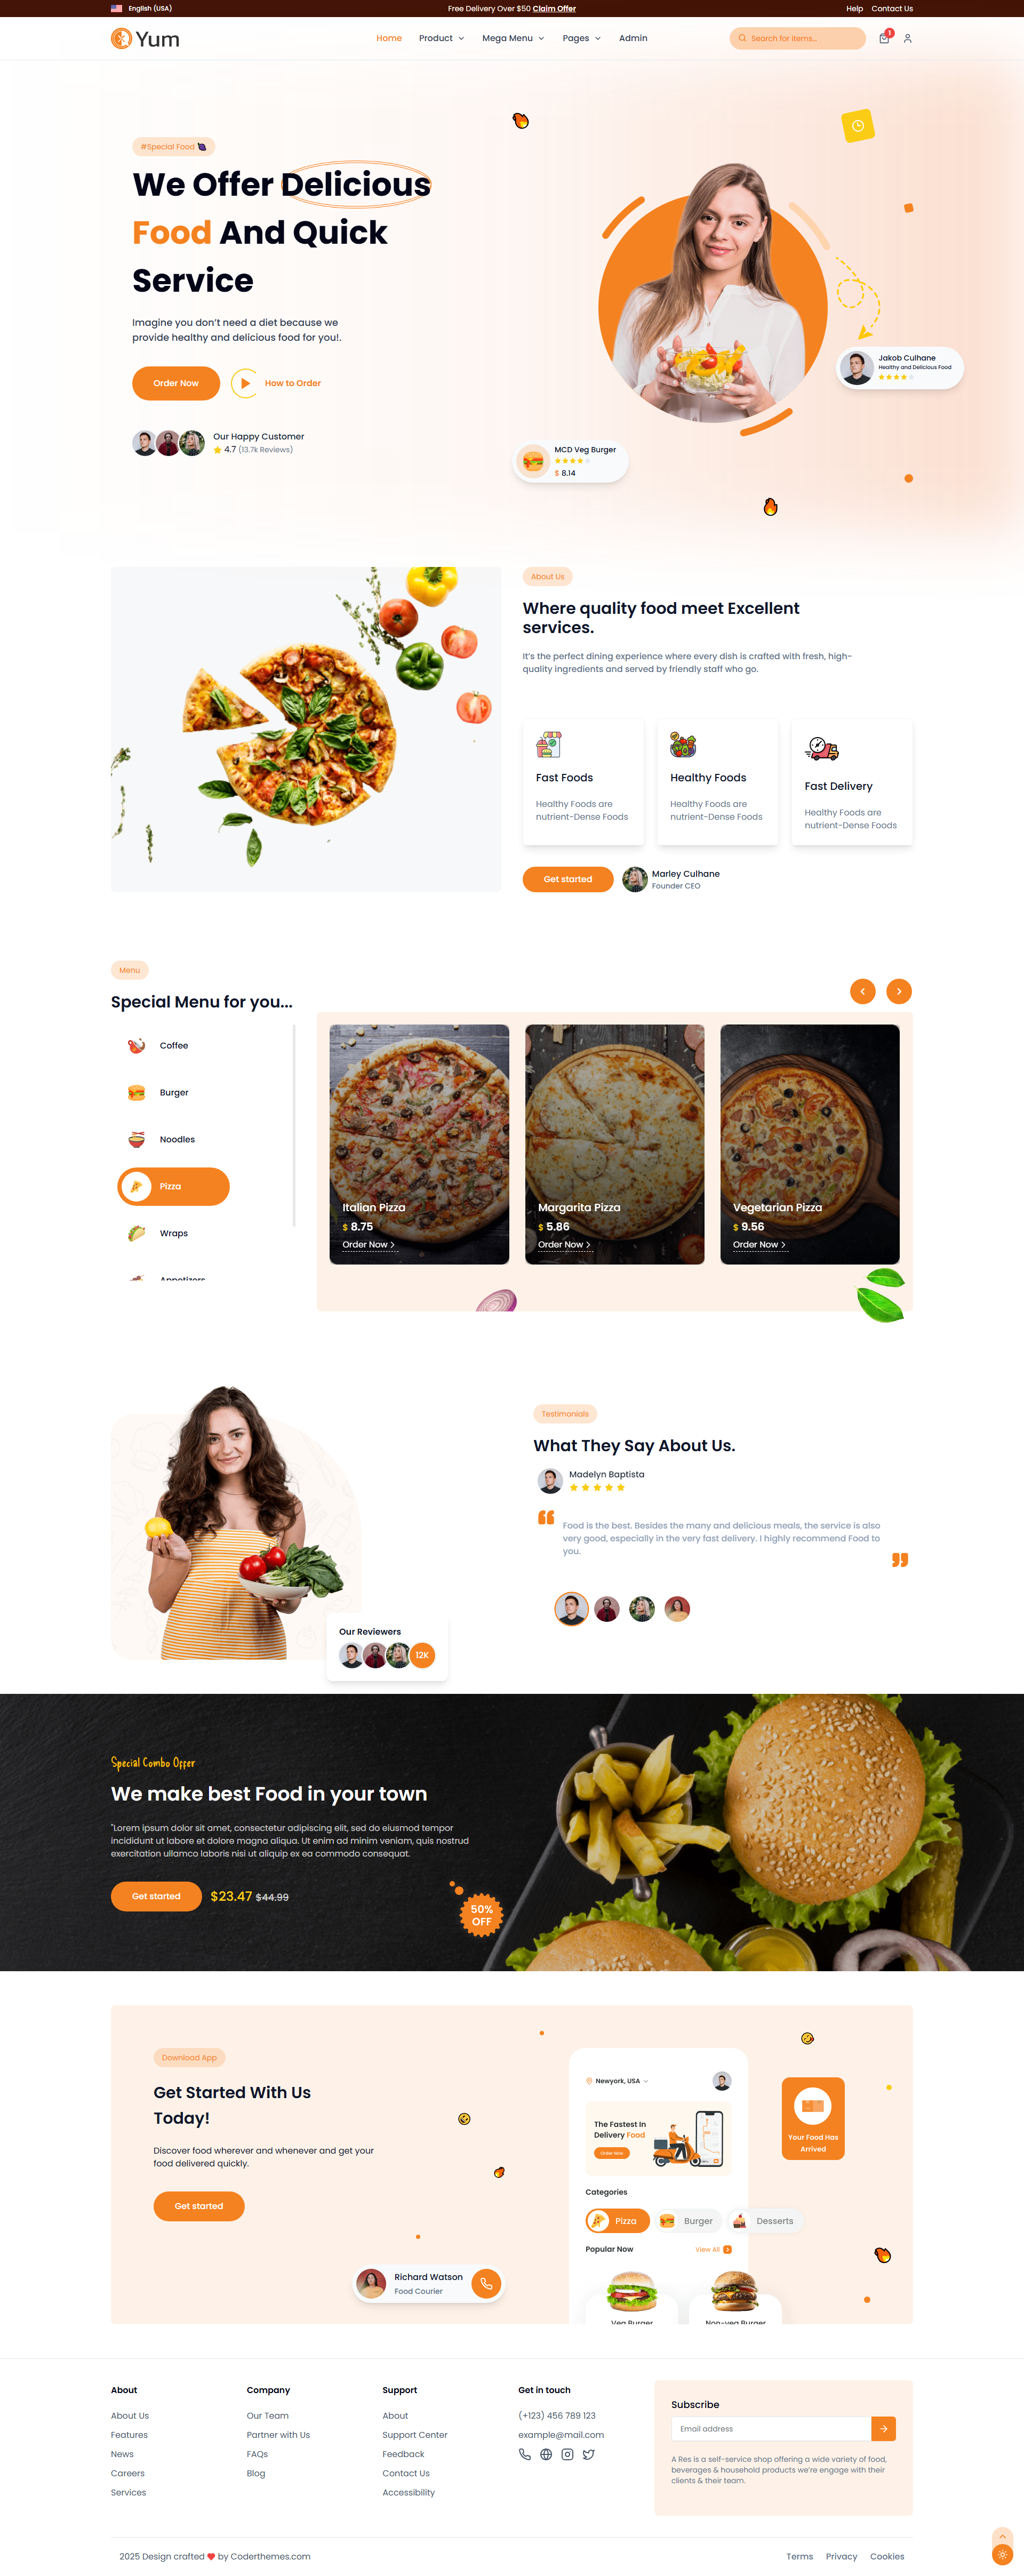 English (USA)
Free Delivery Over $50 Claim Offer
Help Contact Us
Yum
Home Product Mega Menu Pages Admin
Search for items...
1
#Special Food
We Offer Delicious
Food And Quick
Service
Imagine you don't need a diet because we
provide healthy and delicious food for you!.
Order Now
How to Order
Our Happy Customer
4.7 (13.7k Reviews)
Jakob Culhane
Healthy and Delicious Food
MCD Veg Burger
$ 8.14
About Us
Where quality food meet Excellent
services.
It's the perfect dining experience where every dish is crafted with fresh, high-
quality ingredients and served by friendly staff who go.
Fast Foods
Healthy Foods are
nutrient-Dense Foods
Healthy Foods
Healthy Foods are
nutrient-Dense Foods
Fast Delivery
Healthy Foods are
nutrient-Dense Foods
Get started
Marley Culhane
Founder CEO
Menu
Special Menu for you...
Coffee
Burger
Noodles
Pizza
Wraps
Appetizers
Italian Pizza
$ 8.75
Order Now
Margarita Pizza
$ 5.86
Order Now
Vegetarian Pizza
$ 9.56
Order Now
Our Reviewers
12K
Testimonials
What They Say About Us.
Madelyn Baptista
Food is the best. Besides the many and delicious meals, the service is also
very good, especially in the very fast delivery. I highly recommend Food to
you.
Special Combo Offer
We make best Food in your town
"Lorem ipsum dolor sit amet, consectetur adipiscing elit, sed do eiusmod tempor
incididunt ut labore et dolore magna aliqua. Ut enim ad minim veniam, quis nostrud
exercitation ullamco laboris nisi ut aliquip ex ea commodo consequat.
Get started
$23.47 $44.99
50%
OFF
Download App
Get Started With Us
Today!
Discover food wherever and whenever and get your
food delivered quickly.
Get started
Richard Watson
Food Courier
Newyork, USA
The Fastest In
Delivery Food
Order Now
Your Food Has
Arrived
Categories
Pizza
Burger
Desserts
Popular Now
View All
Veg Burger
Non-veg Burger
About
About Us
Features
News
Careers
Services
Company
Our Team
Partner with Us
FAQs
Blog
Support
About
Support Center
Feedback
Contact Us
Accessibility
Get in touch
(+123) 456 789 123
example@mail.com
Subscribe
Email address
A Res is a self-service shop offering a wide variety of food,
beverages & household products we're engage with their
clients & their team.
2025 Design crafted by Coderthemes.com
Terms Privacy Cookies